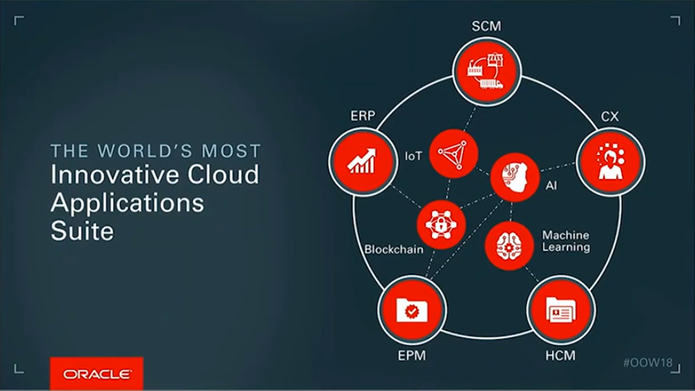 THE WORLD'S MOST
Innovative Cloud
Applications
Suite
SCM
ERP
CX
IoT
AI
Blockchain
Machine
Learning
EPM
HCM
ORACLE
#OOW18